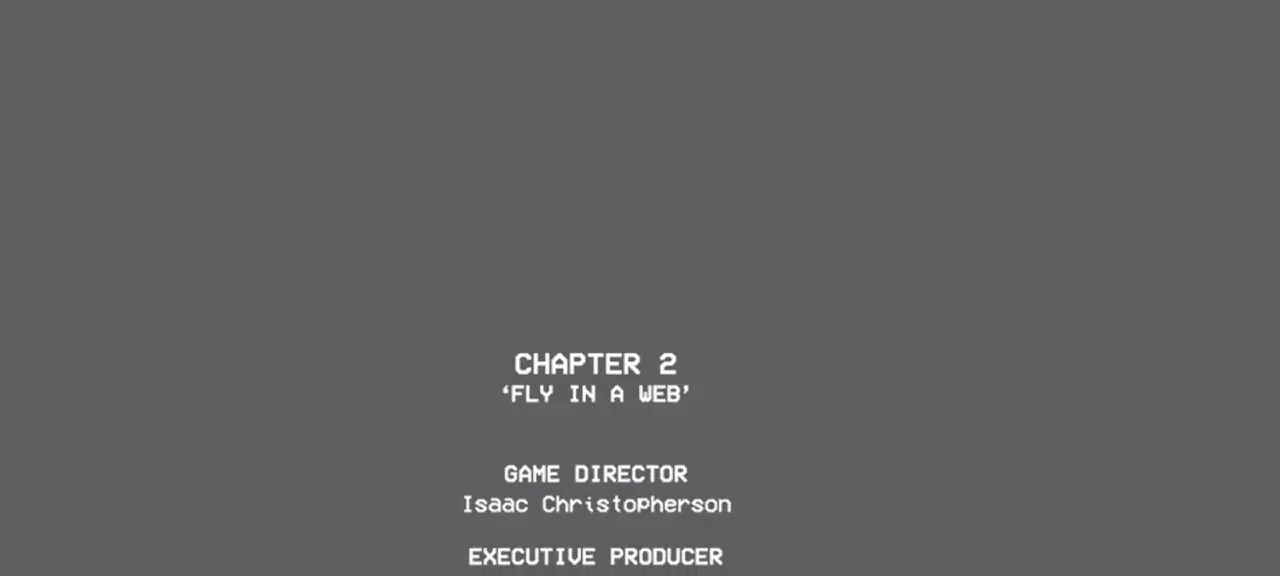 CHAPTER 2
‘FLY IN A WEB’
GAME DIRECTOR
Isaac Christopherson
EXECUTIVE PRODUCER